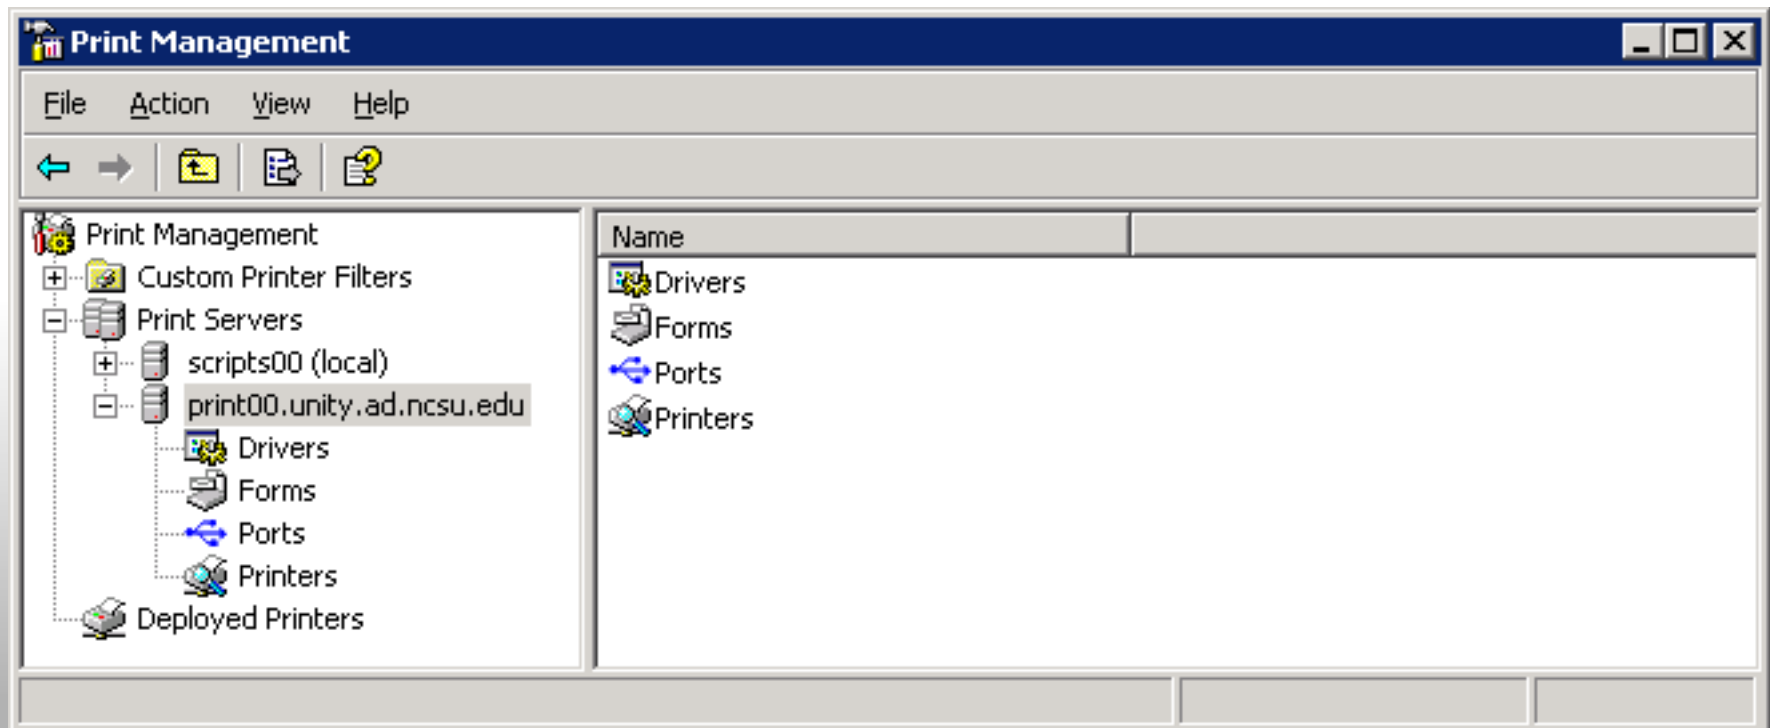 Print Management
File Action View Help
Print Management
Custom Printer Filters
Print Servers
scripts00 (local)
print00.unity.ad.ncsu.edu
Drivers
Forms
Ports
Printers
Deployed Printers
Name
Drivers
Forms
Ports
Printers